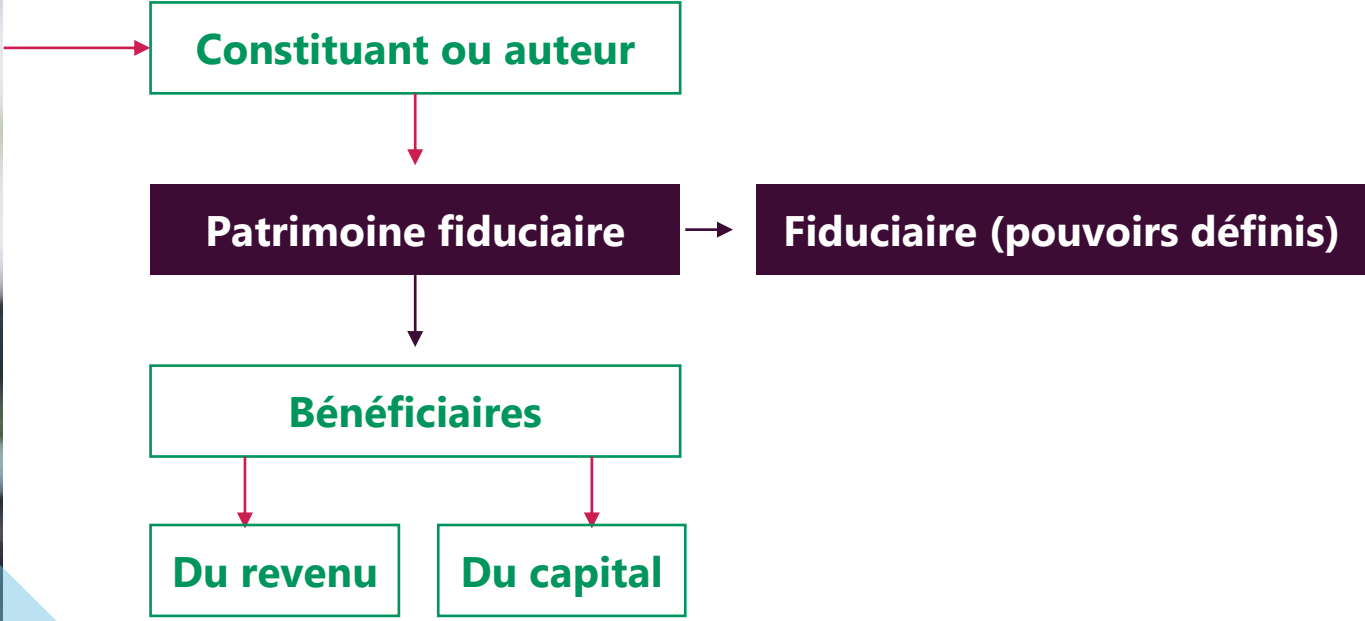 Constituant ou auteur
Patrimoine fiduciaire
Fiduciaire (pouvoirs définis)
Bénéficiaires
Du revenu
Du capital